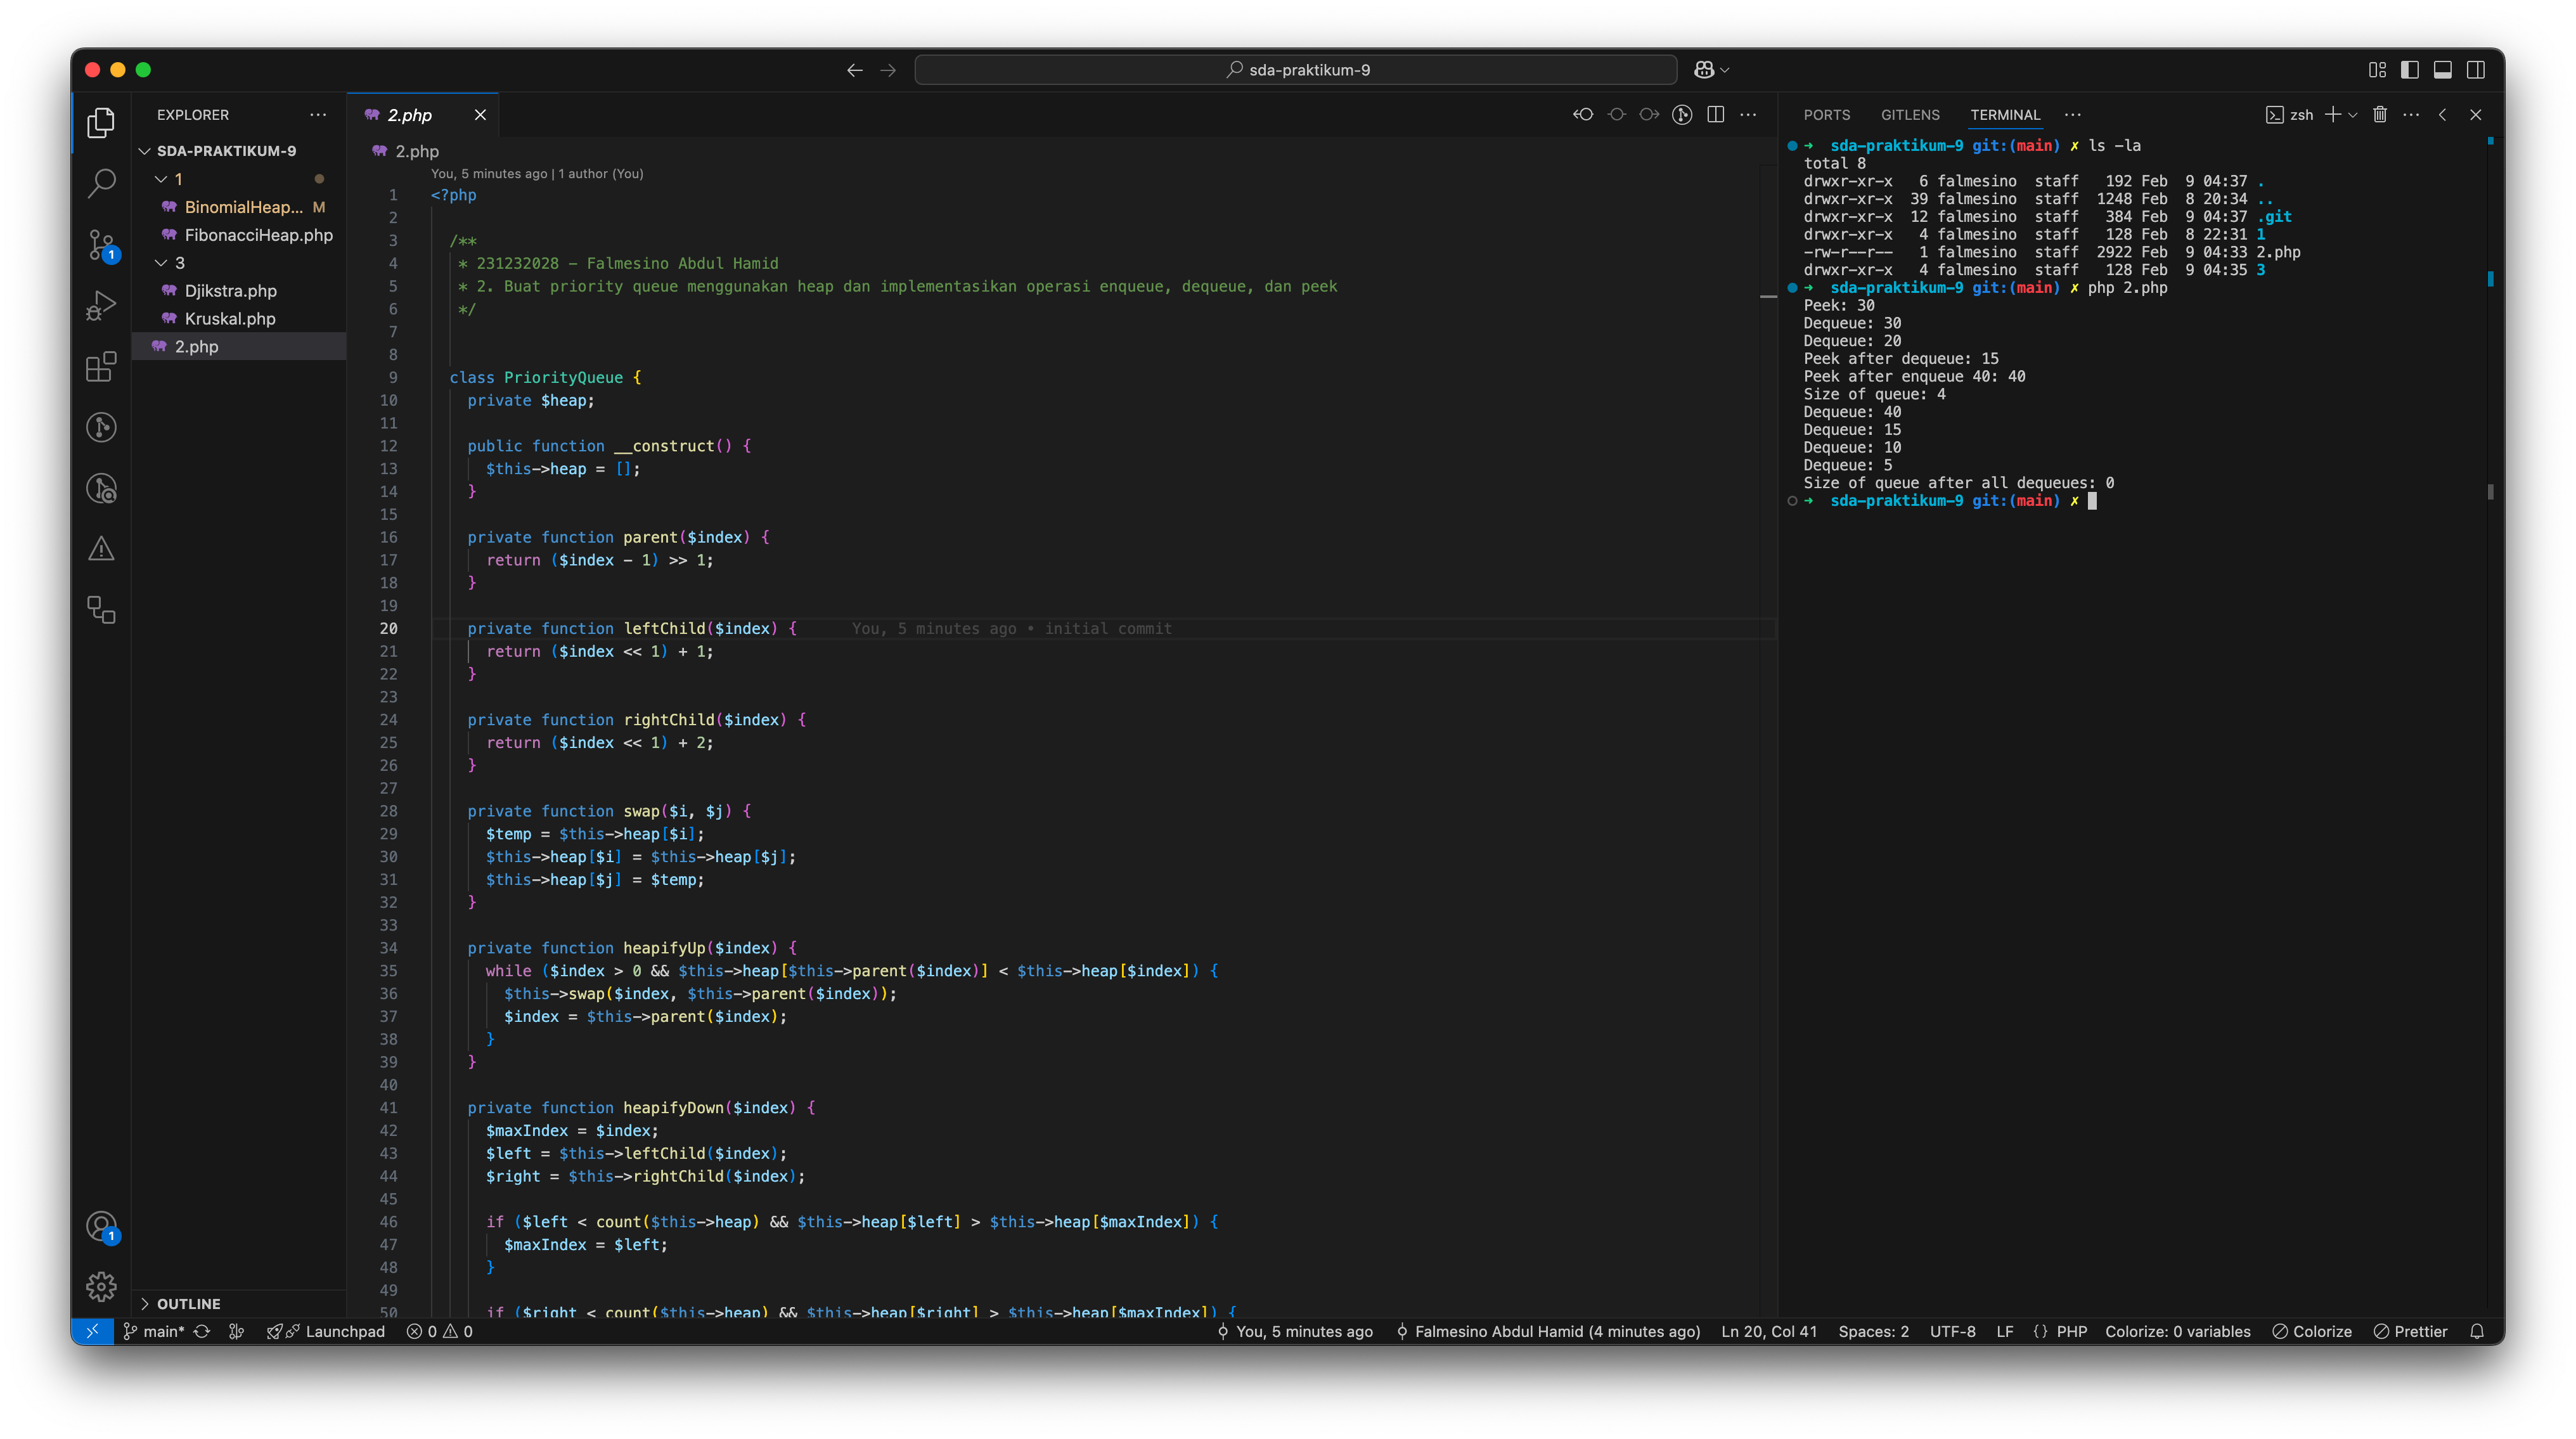 sda-praktikum-9
EXPLORER
SDA-PRAKTIKUM-9
1
BinomialHeap... M
FibonacciHeap.php
3
Djikstra.php
Kruskal.php
2.php
OUTLINE
1
1
2.php
2.php
You, 5 minutes ago | 1 author (You)
1 <?php
2
3 /**
4 * 231232028 – Falmesino Abdul Hamid
5 * 2. Buat priority queue menggunakan heap dan implementasikan operasi enqueue, dequeue, dan peek
6 */
7
8
9 class PriorityQueue {
10 private $heap;
11
12 public function __construct() {
13 $this->heap = [];
14 }
15
16 private function parent($index) {
17 return ($index - 1) >> 1;
18 }
19
20 private function leftChild($index) { You, 5 minutes ago • initial commit
21 return ($index << 1) + 1;
22 }
23
24 private function rightChild($index) {
25 return ($index << 1) + 2;
26 }
27
28 private function swap($i, $j) {
29 $temp = $this->heap[$i];
30 $this->heap[$i] = $this->heap[$j];
31 $this->heap[$j] = $temp;
32 }
33
34 private function heapifyUp($index) {
35 while ($index > 0 && $this->heap[$this->parent($index)] < $this->heap[$index]) {
36 $this->swap($index, $this->parent($index));
37 $index = $this->parent($index);
38 }
39 }
40
41 private function heapifyDown($index) {
42 $maxIndex = $index;
43 $left = $this->leftChild($index);
44 $right = $this->rightChild($index);
45
46 if ($left < count($this->heap) && $this->heap[$left] > $this->heap[$maxIndex]) {
47 $maxIndex = $left;
48 }
49
50 if ($right < count($this->heap) && $this->heap[$right] > $this->heap[$maxIndex]) {
PORTS GITLENS TERMINAL zsh
➜ sda-praktikum-9 git:(main) ✗ ls -la
total 8
drwxr-xr-x 6 falmesino staff 192 Feb 9 04:37 .
drwxr-xr-x 39 falmesino staff 1248 Feb 8 20:34 ..
drwxr-xr-x 12 falmesino staff 384 Feb 9 04:37 .git
drwxr-xr-x 4 falmesino staff 128 Feb 8 22:31 1
-rw-r--r-- 1 falmesino staff 2922 Feb 9 04:33 2.php
drwxr-xr-x 4 falmesino staff 128 Feb 9 04:35 3
➜ sda-praktikum-9 git:(main) ✗ php 2.php
Peek: 30
Dequeue: 30
Dequeue: 20
Peek after dequeue: 15
Peek after enqueue 40: 40
Size of queue: 4
Dequeue: 40
Dequeue: 15
Dequeue: 10
Dequeue: 5
Size of queue after all dequeues: 0
➜ sda-praktikum-9 git:(main) ✗
main* Launchpad 0 0 You, 5 minutes ago Falmesino Abdul Hamid (4 minutes ago) Ln 20, Col 41 Spaces: 2 UTF-8 LF {} PHP Colorize: 0 variables Colorize Prettier